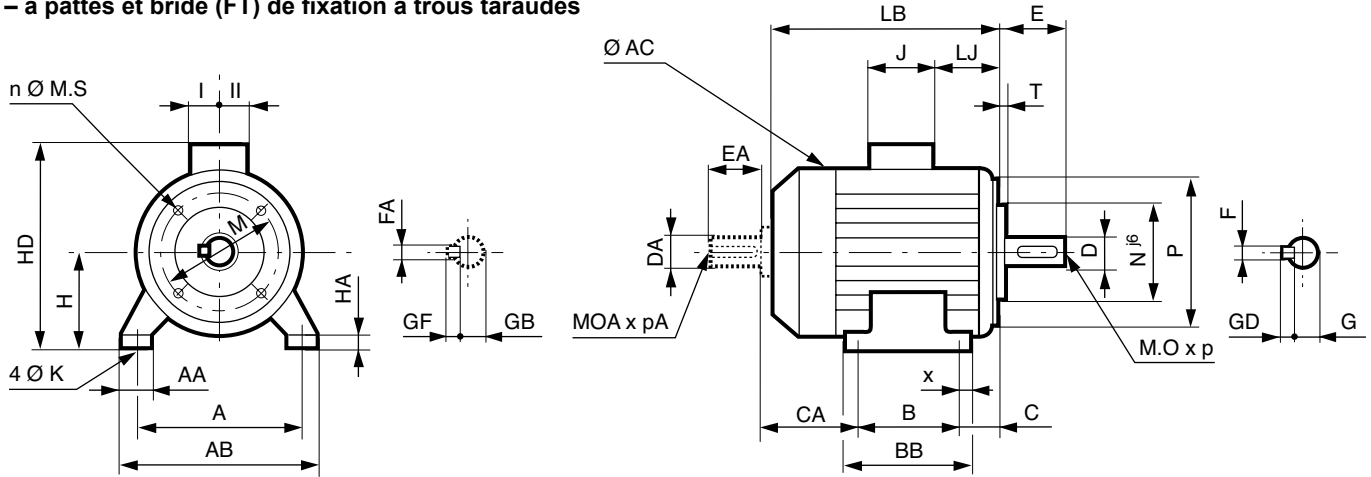 – à pattes et bride (FT) de fixation à trous taraudés
LB
E
Ø AC
J
LJ
n Ø M.S
I
II
T
EA
FA
M
HD
DA
D
N j6
P
F
H
HA
MOA x pA
GF
GB
GD
G
M.O x p
4 Ø K
AA
x
A
CA
B
C
AB
BB